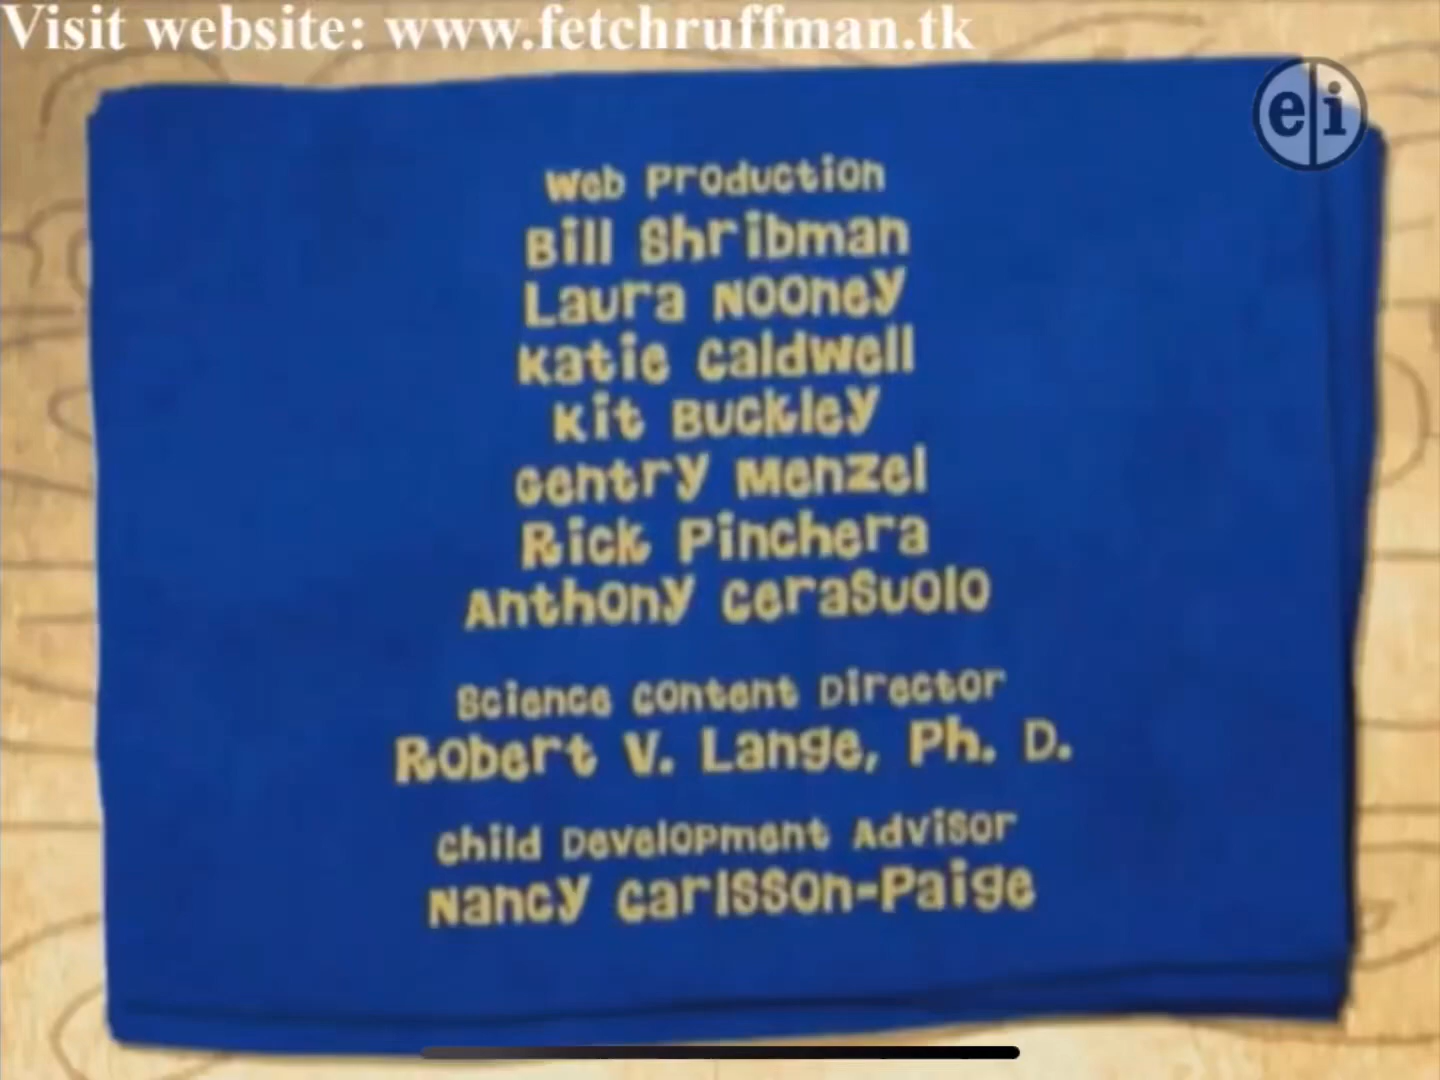 Visit website: www.fetchruffman.tk
e i
Web Production
Bill Shribman
Laura Nooney
Katie Caldwell
Kit Buckley
Gentry Menzel
Rick Pinchera
Anthony Cerasuolo
Science Content Director
Robert V. Lange, Ph. D.
Child Development Advisor
Nancy Carlsson-Paige